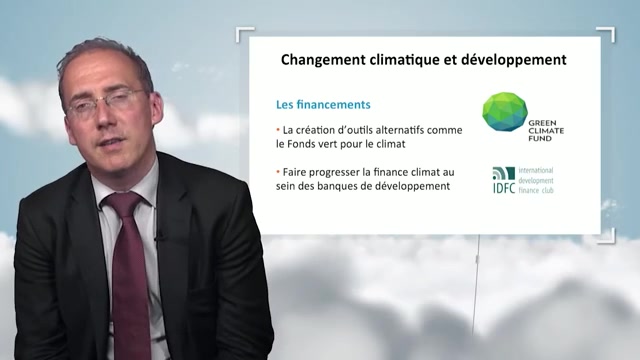 Changement climatique et développement
Les financements
• La création d'outils alternatifs comme
le Fonds vert pour le climat
• Faire progresser la finance climat au
sein des banques de développement
GREEN
CLIMATE
FUND
IDFC
international
development
finance club